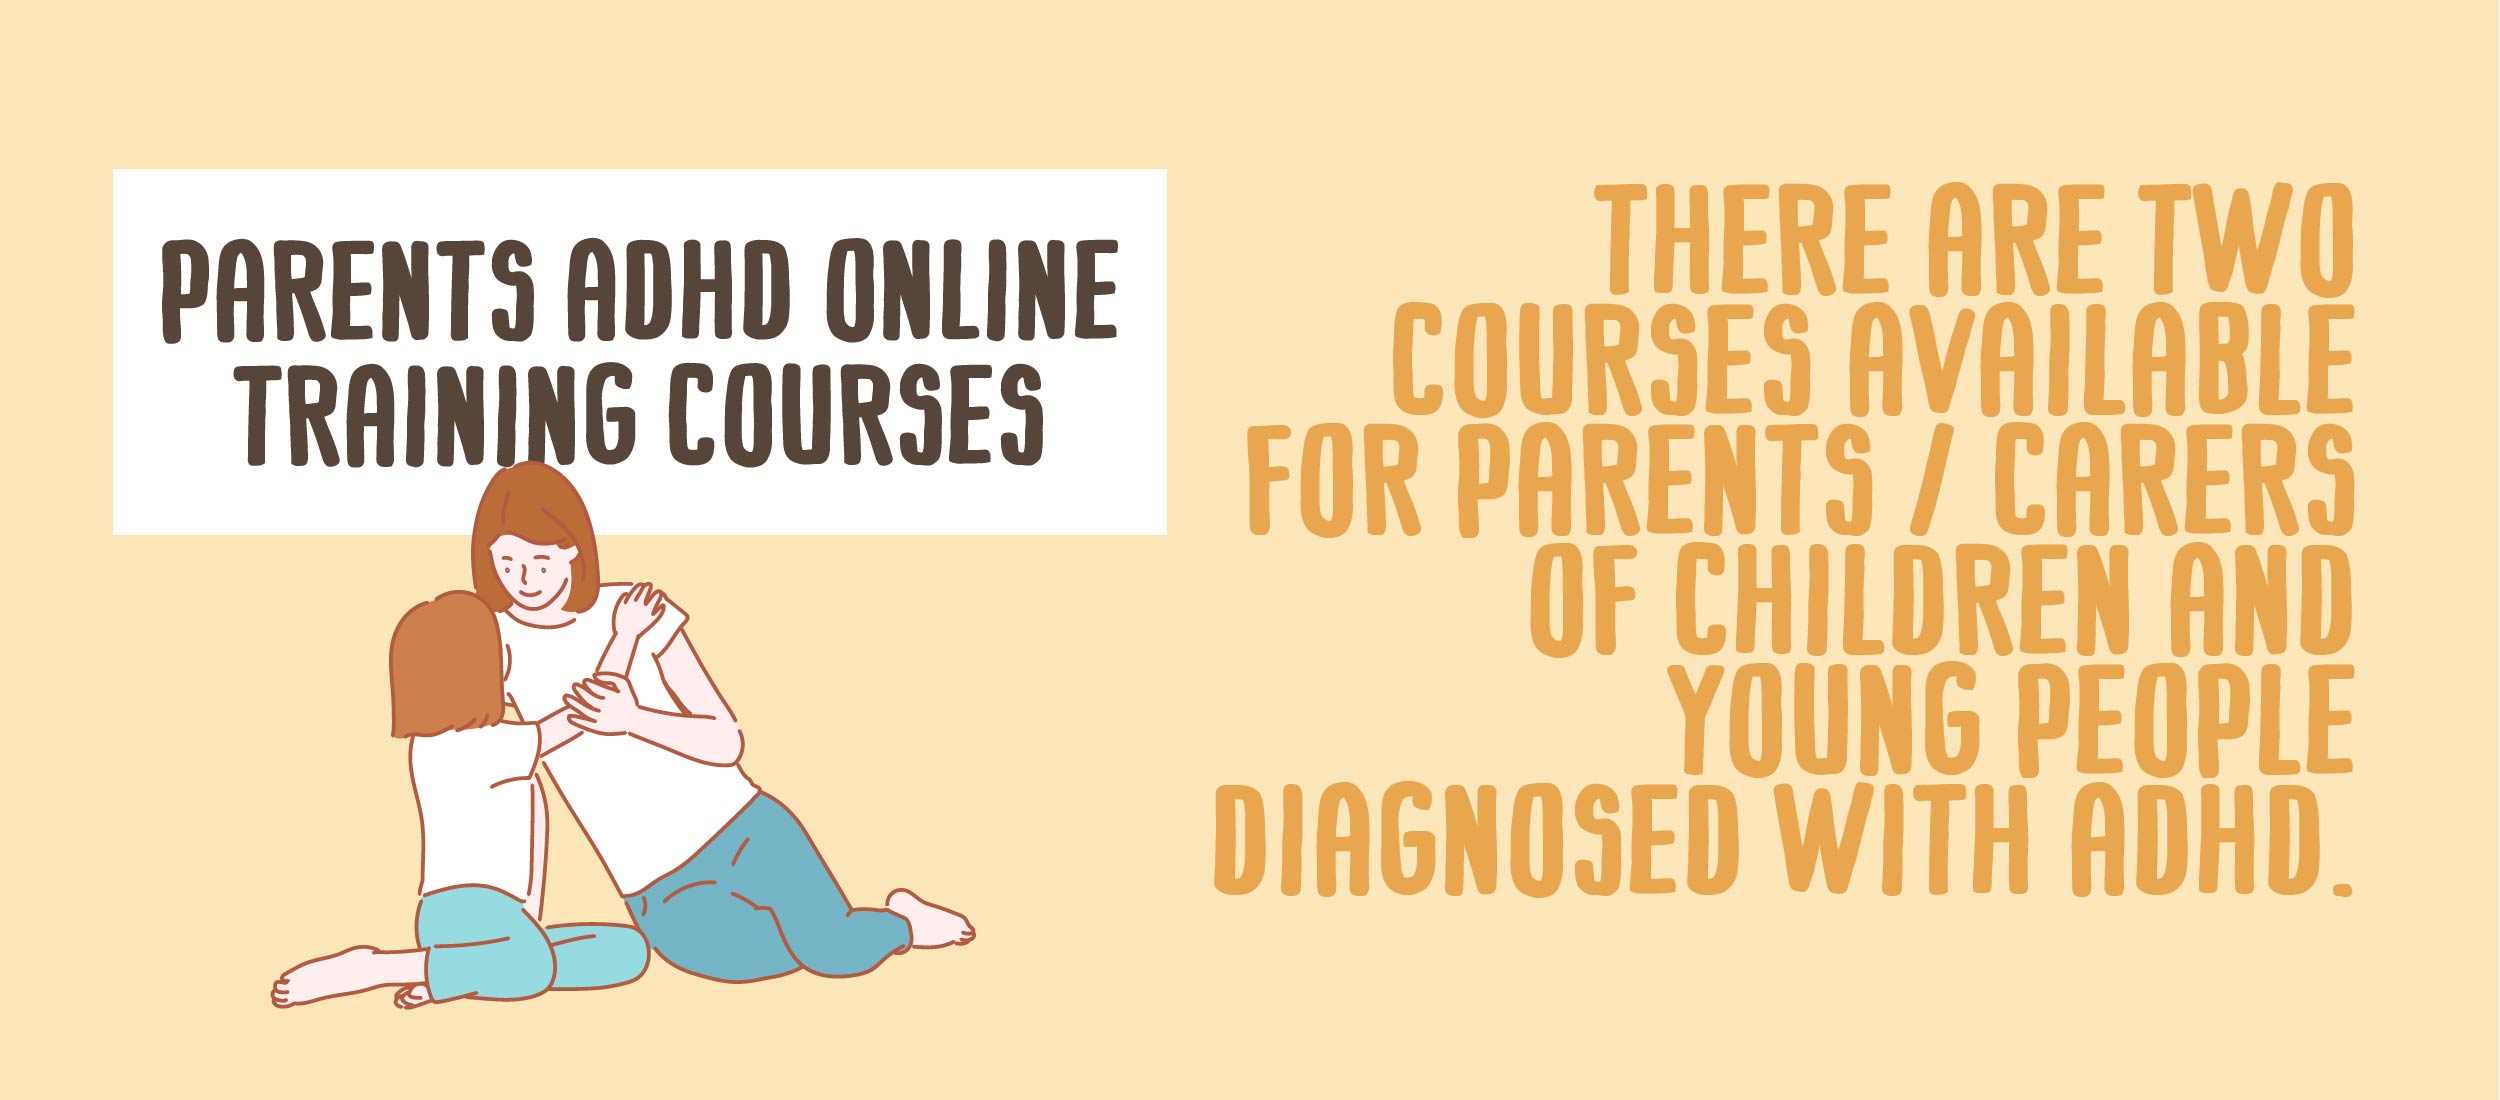 PARENTS ADHD ONLINE
TRAINING COURSES
THERE ARE TWO
COURSES AVAILABLE
FOR PARENTS / CARERS
OF CHILDREN AND
YOUNG PEOPLE
DIAGNOSED WITH ADHD.